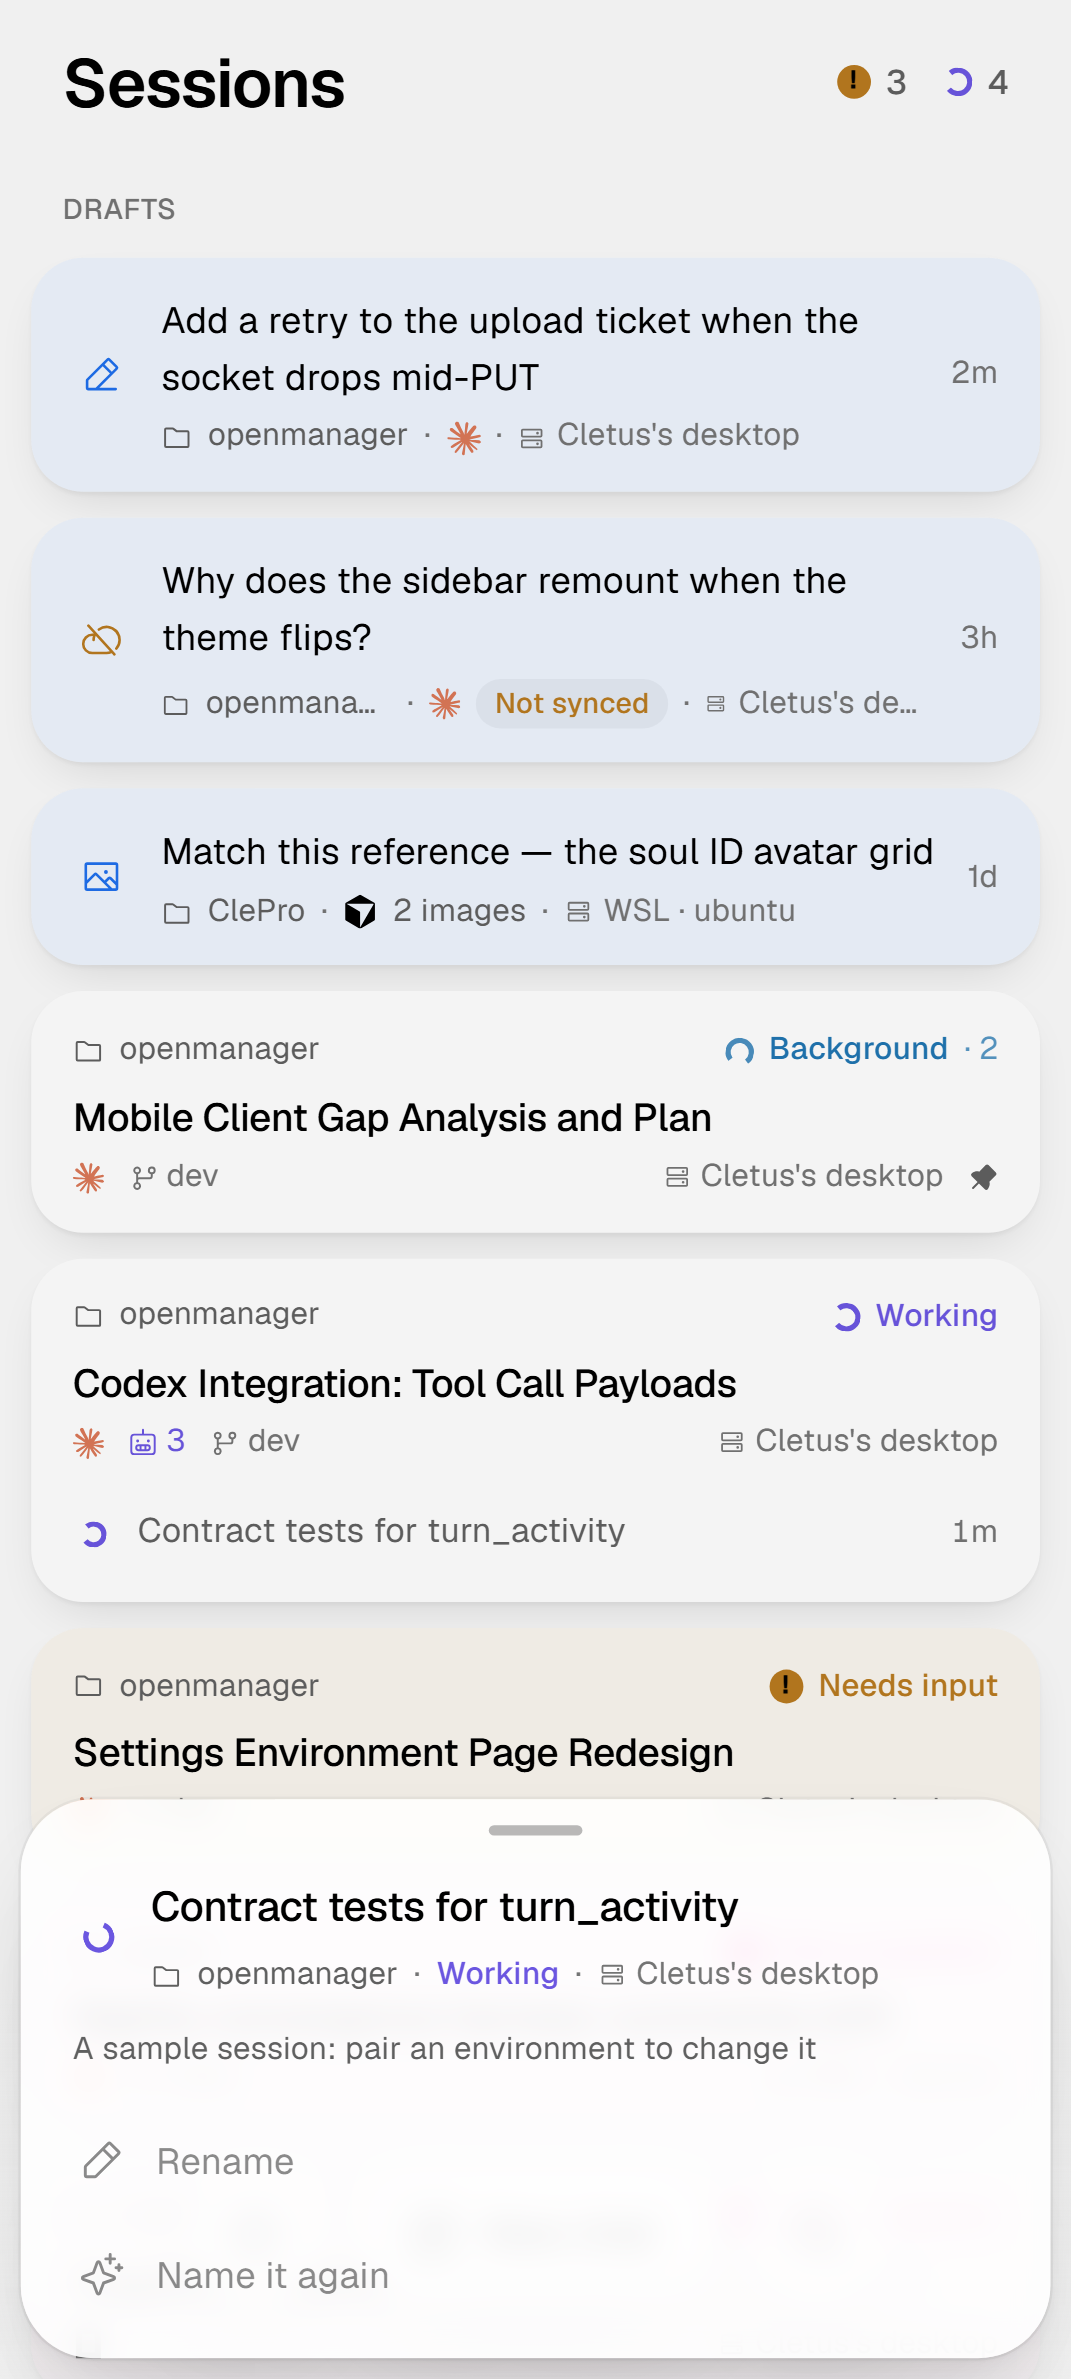 Sessions
3 4
DRAFTS
Add a retry to the upload ticket when the
socket drops mid-PUT
2m
openmanager · · Cletus's desktop
Why does the sidebar remount when the
theme flips?
3h
openmana... · Not synced · Cletus's de...
Match this reference — the soul ID avatar grid
1d
ClePro · 2 images · WSL · ubuntu
openmanager Background · 2
Mobile Client Gap Analysis and Plan
dev Cletus's desktop
openmanager Working
Codex Integration: Tool Call Payloads
3 dev Cletus's desktop
Contract tests for turn_activity 1m
openmanager Needs input
Settings Environment Page Redesign
Contract tests for turn_activity
openmanager · Working · Cletus's desktop
A sample session: pair an environment to change it
Rename
Name it again